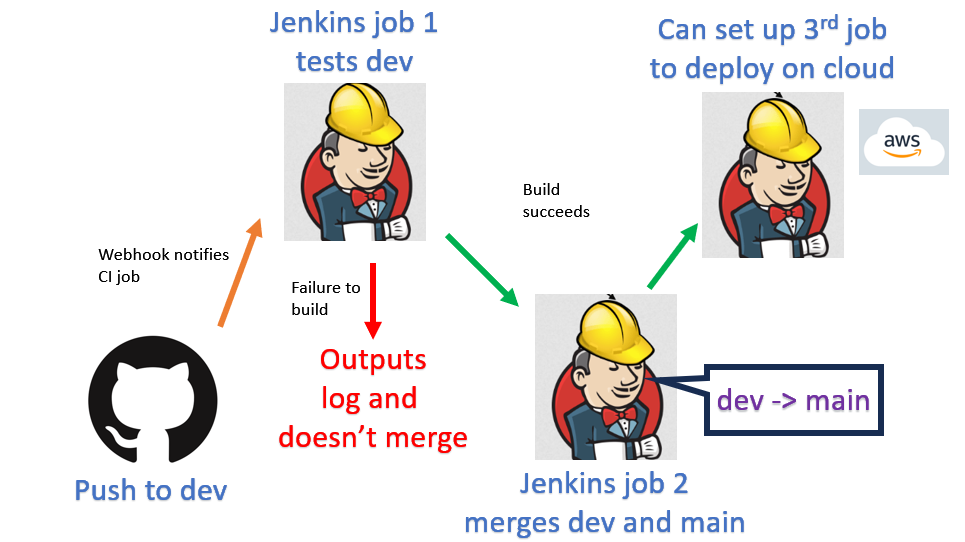 Jenkins job 1
tests dev
Can set up 3rd job
to deploy on cloud
aws
Build
succeeds
Webhook notifies
CI job
Failure to
build
Outputs
log and
doesn’t merge
dev -> main
Push to dev
Jenkins job 2
merges dev and main